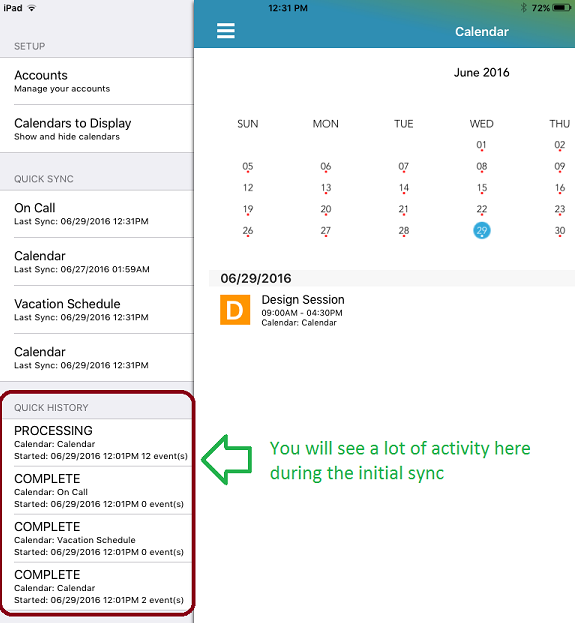 iPad 12:31 PM 72%
SETUP
Accounts
Manage your accounts
Calendars to Display
Show and hide calendars
QUICK SYNC
On Call
Last Sync: 06/29/2016 12:31PM
Calendar
Last Sync: 06/27/2016 01:59AM
Vacation Schedule
Last Sync: 06/29/2016 12:31PM
Calendar
Last Sync: 06/29/2016 12:31PM
QUICK HISTORY
PROCESSING
Calendar: Calendar
Started: 06/29/2016 12:01PM 12 event(s)
COMPLETE
Calendar: On Call
Started: 06/29/2016 12:01PM 0 event(s)
COMPLETE
Calendar: Vacation Schedule
Started: 06/29/2016 12:01PM 0 event(s)
COMPLETE
Calendar: Calendar
Started: 06/29/2016 12:01PM 2 event(s)
Calendar
June 2016
SUN MON TUE WED THU
01 02
05 06 07 08 09
12 13 14 15 16
19 20 21 22 23
26 27 28 29 30
06/29/2016
D
Design Session
09:00AM - 04:30PM
Calendar: Calendar
You will see a lot of activity here
during the initial sync